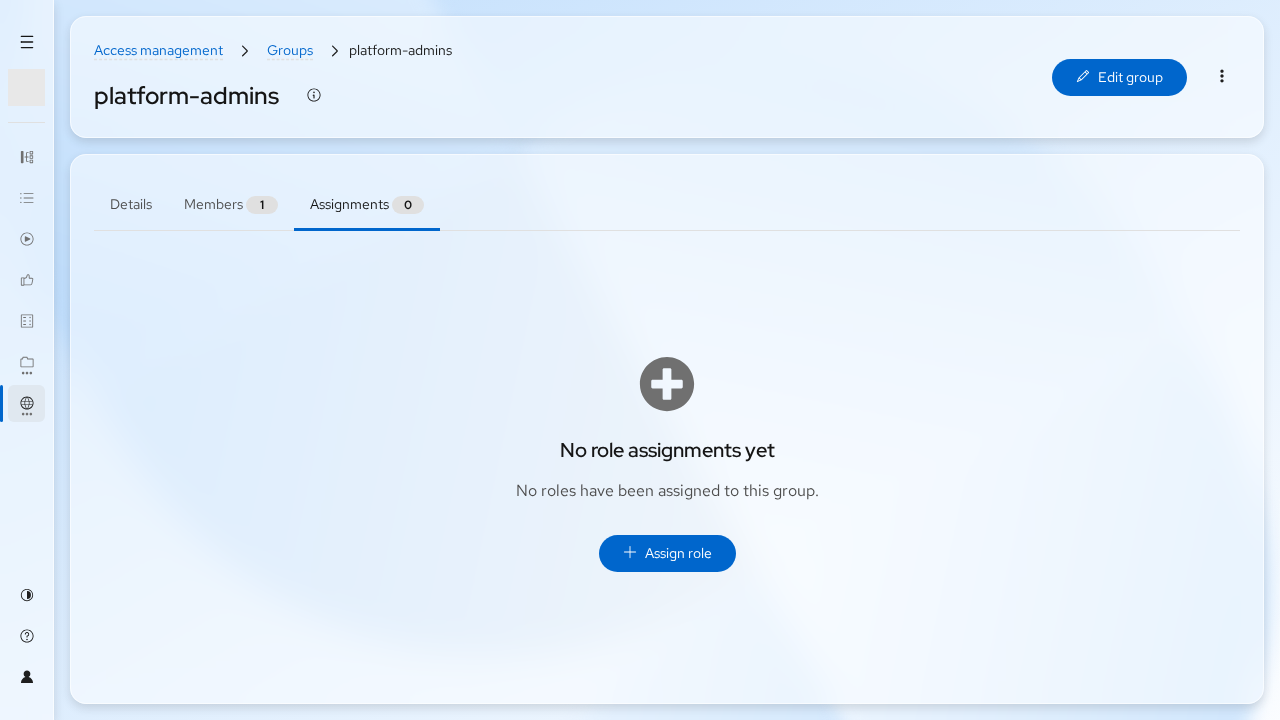 Access management > Groups > platform-admins
platform-admins
Edit group
Details
Members 1
Assignments 0
No role assignments yet
No roles have been assigned to this group.
Assign role